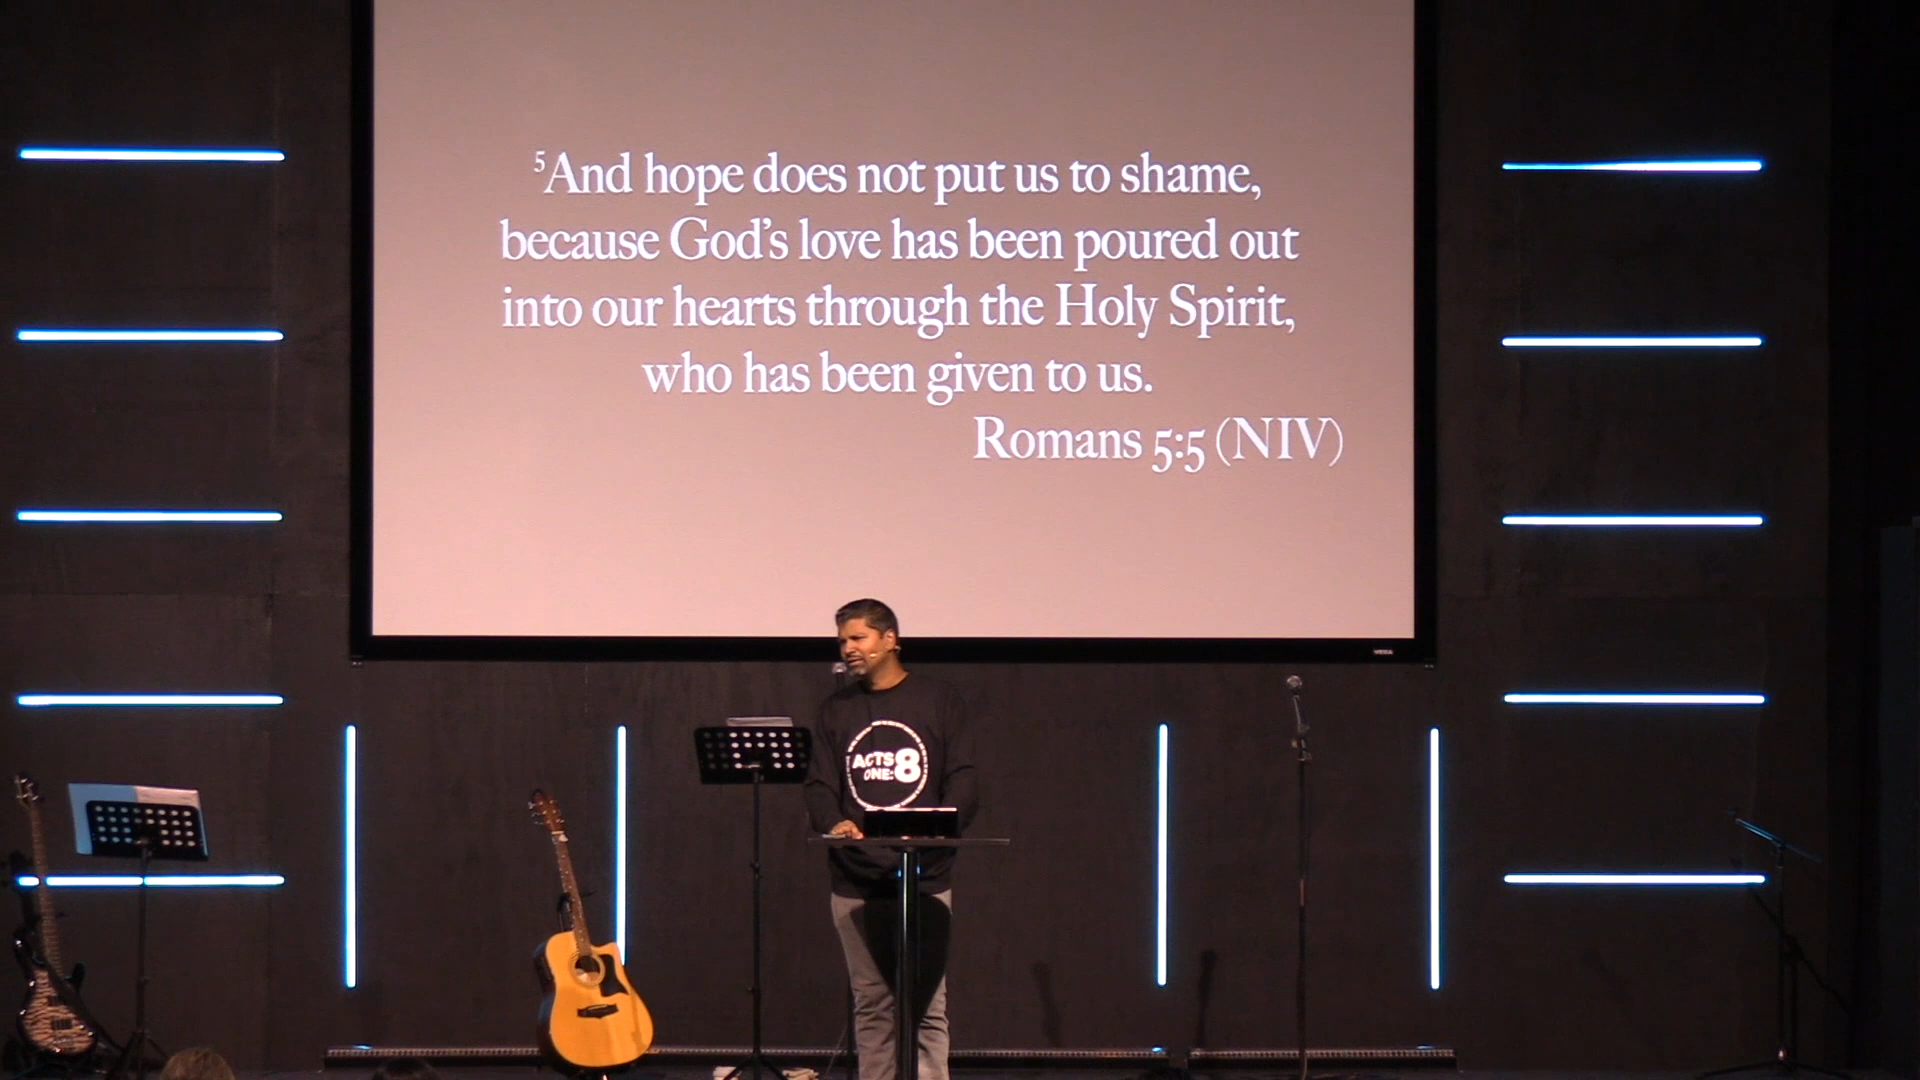 ⁵And hope does not put us to shame,
because God’s love has been poured out
into our hearts through the Holy Spirit,
who has been given to us.
Romans 5:5 (NIV)
ACTS
ONE:8